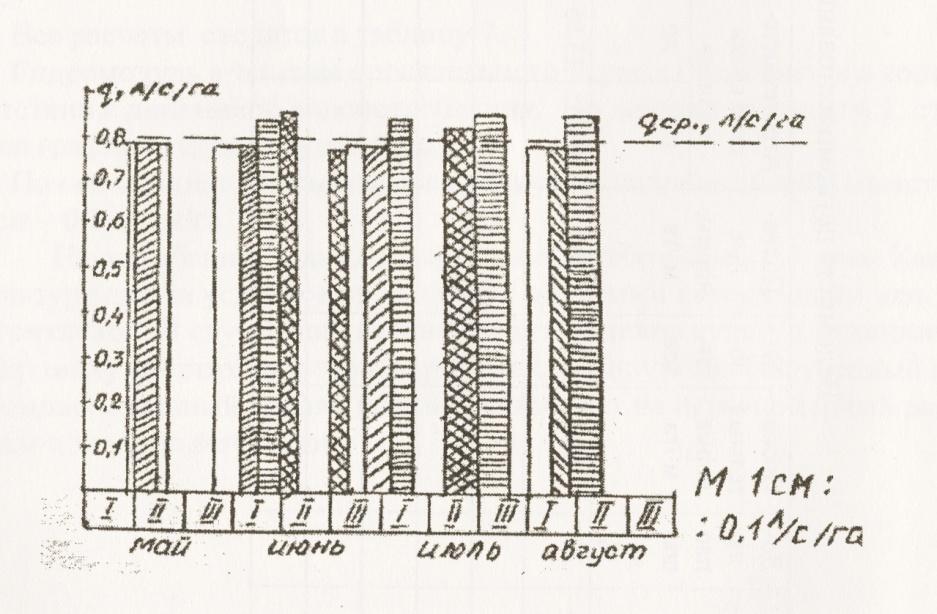 q, л/с/га
qср., л/с/га
0,8
0,7
0,6
0,5
0,4
0,3
0,2
0,1
М 1см:
: 0,1 л/с/га
I II III I II III I II III I II III
май июнь июль август